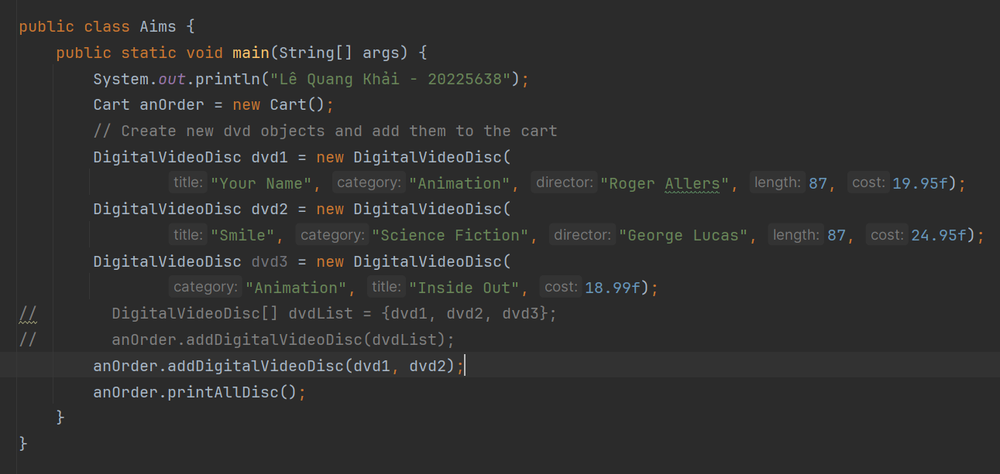 public class Aims {
public static void main(String[] args) {
System.out.println("Lê Quang Khải - 20225638");
Cart anOrder = new Cart();
// Create new dvd objects and add them to the cart
DigitalVideoDisc dvd1 = new DigitalVideoDisc(
title: "Your Name", category: "Animation", director: "Roger Allers", length: 87, cost: 19.95f);
DigitalVideoDisc dvd2 = new DigitalVideoDisc(
title: "Smile", category: "Science Fiction", director: "George Lucas", length: 87, cost: 24.95f);
DigitalVideoDisc dvd3 = new DigitalVideoDisc(
category: "Animation", title: "Inside Out", cost: 18.99f);
// DigitalVideoDisc[] dvdList = {dvd1, dvd2, dvd3};
// anOrder.addDigitalVideoDisc(dvdList);
anOrder.addDigitalVideoDisc(dvd1, dvd2);
anOrder.printAllDisc();
}
}